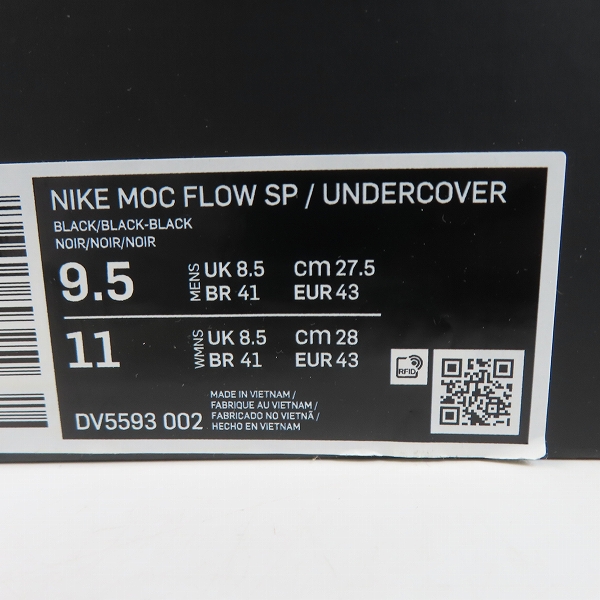 NIKE MOC FLOW SP / UNDERCOVER
BLACK/BLACK-BLACK
NOIR/NOIR/NOIR
9.5 MENS UK 8.5 cm 27.5
BR 41 EUR 43
11 WMNS UK 8.5 cm 28
BR 41 EUR 43
RFID
DV5593 002
MADE IN VIETNAM /
FABRIQUE AU VIETNAM /
FABRICADO NO VIETNÃ /
HECHO EN VIETNAM